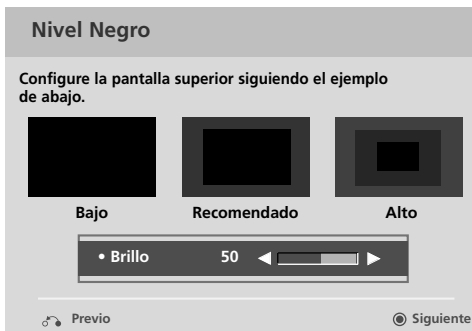 Nivel Negro
Configure la pantalla superior siguiendo el ejemplo
de abajo.
Bajo Recomendado Alto
• Brillo 50
Previo Siguiente